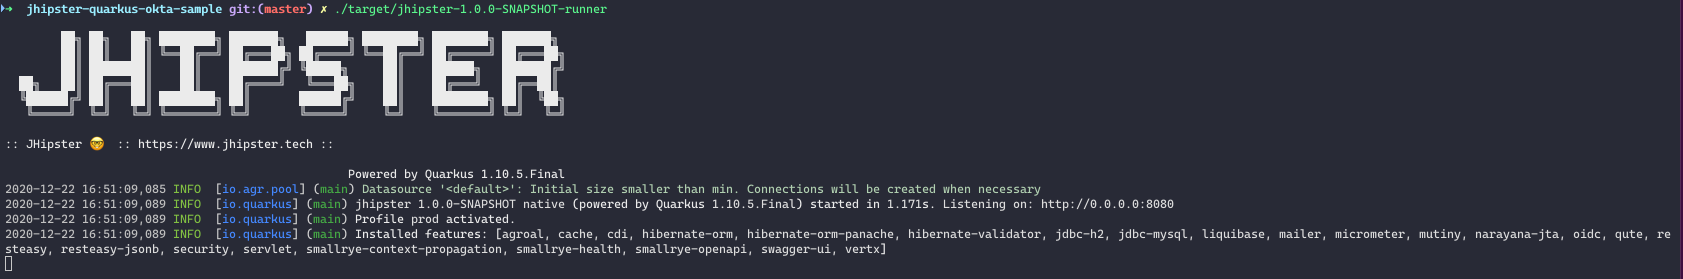 ➜ jhipster-quarkus-okta-sample git:(master) ✗ ./target/jhipster-1.0.0-SNAPSHOT-runner
JHIPSTER
:: JHipster 🤓 :: https://www.jhipster.tech ::
Powered by Quarkus 1.10.5.Final
2020-12-22 16:51:09,085 INFO [io.agr.pool] (main) Datasource '<default>': Initial size smaller than min. Connections will be created when necessary
2020-12-22 16:51:09,089 INFO [io.quarkus] (main) jhipster 1.0.0-SNAPSHOT native (powered by Quarkus 1.10.5.Final) started in 1.171s. Listening on: http://0.0.0.0:8080
2020-12-22 16:51:09,089 INFO [io.quarkus] (main) Profile prod activated.
2020-12-22 16:51:09,089 INFO [io.quarkus] (main) Installed features: [agroal, cache, cdi, hibernate-orm, hibernate-orm-panache, hibernate-validator, jdbc-h2, jdbc-mysql, liquibase, mailer, micrometer, mutiny, narayana-jta, oidc, qute, re
steasy, resteasy-jsonb, security, servlet, smallrye-context-propagation, smallrye-health, smallrye-openapi, swagger-ui, vertx]